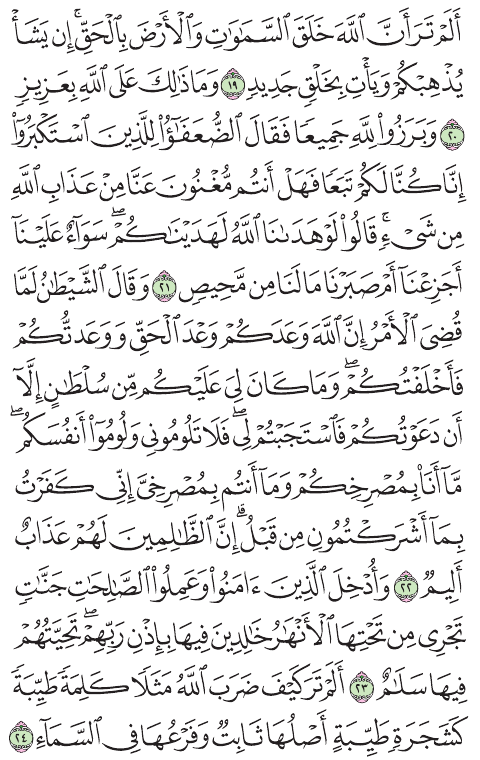 أَلَمۡ تَرَ أَنَّ ٱللَّهَ خَلَقَ ٱلسَّمَٰوَٰتِ وَٱلۡأَرۡضَ بِٱلۡحَقِّۚ إِن يَشَأۡ
يُذۡهِبۡكُمۡ وَيَأۡتِ بِخَلۡقٖ جَدِيدٖ ١٩ وَمَا ذَٰلِكَ عَلَى ٱللَّهِ بِعَزِيزٖ
٢٠ وَبَرَزُواْ لِلَّهِ جَمِيعٗا فَقَالَ ٱلضُّعَفَٰٓؤُاْ لِلَّذِينَ ٱسۡتَكۡبَرُوٓاْ
إِنَّا كُنَّا لَكُمۡ تَبَعٗا فَهَلۡ أَنتُم مُّغۡنُونَ عَنَّا مِنۡ عَذَابِ ٱللَّهِ
مِن شَيۡءٖۚ قَالُواْ لَوۡ هَدَىٰنَا ٱللَّهُ لَهَدَيۡنَٰكُمۡۖ سَوَآءٌ عَلَيۡنَآ
أَجَزِعۡنَآ أَمۡ صَبَرۡنَا مَا لَنَا مِن مَّحِيصٖ ٢١ وَقَالَ ٱلشَّيۡطَٰنُ لَمَّا
قُضِيَ ٱلۡأَمۡرُ إِنَّ ٱللَّهَ وَعَدَكُمۡ وَعۡدَ ٱلۡحَقِّ وَوَعَدتُّكُمۡ
فَأَخۡلَفۡتُكُمۡۖ وَمَا كَانَ لِيَ عَلَيۡكُم مِّن سُلۡطَٰنٍ إِلَّآ
أَن دَعَوۡتُكُمۡ فَٱسۡتَجَبۡتُمۡ لِيۖ فَلَا تَلُومُونِي وَلُومُوٓاْ أَنفُسَكُمۖ
مَّآ أَنَا۠ بِمُصۡرِخِكُمۡ وَمَآ أَنتُم بِمُصۡرِخِيَّ إِنِّي كَفَرۡتُ
بِمَآ أَشۡرَكۡتُمُونِ مِن قَبۡلُۗ إِنَّ ٱلظَّٰلِمِينَ لَهُمۡ عَذَابٌ
أَلِيمٞ ٢٢ وَأُدۡخِلَ ٱلَّذِينَ ءَامَنُواْ وَعَمِلُواْ ٱلصَّٰلِحَٰتِ جَنَّٰتٖ
تَجۡرِي مِن تَحۡتِهَا ٱلۡأَنۡهَٰرُ خَٰلِدِينَ فِيهَا بِإِذۡنِ رَبِّهِمۡۖ تَحِيَّتُهُمۡ
فِيهَا سَلَٰمٌ ٢٣ أَلَمۡ تَرَ كَيۡفَ ضَرَبَ ٱللَّهُ مَثَلٗا كَلِمَةٗ طَيِّبَةٗ
كَشَجَرَةٖ طَيِّبَةٍ أَصۡلُهَا ثَابِتٞ وَفَرۡعُهَا فِي ٱلسَّمَآءِ ٢٤